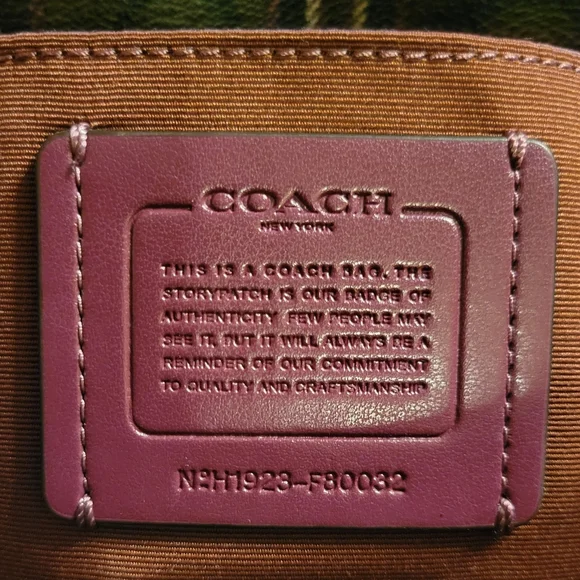 COACH
NEW YORK
THIS IS A COACH BAG. THE
STORYPATCH IS OUR BADGE OF
AUTHENTICITY FEW PEOPLE MAY
SEE IT, BUT IT WILL ALWAYS BE A
REMINDER OF OUR COMMITMENT
TO QUALITY AND CRAFTSMANSHIP
Nº H1923-F80032